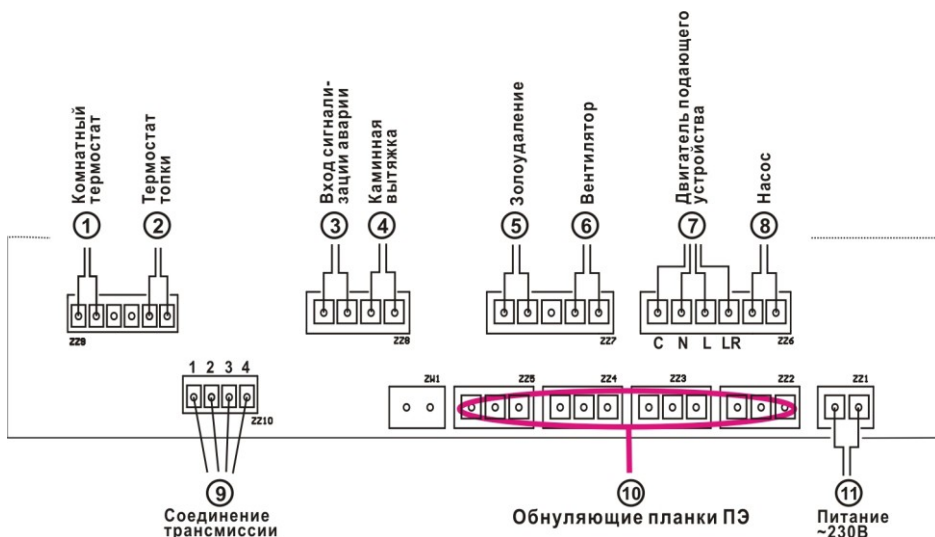 Комнатный
термостат
Термостат
топки
Вход сигнали-
зации аварии
Каминная
вытяжка
Золоудаление
Вентилятор
Двигатель подающего
устройства
Насос
1
2
3
4
5
6
7
8
C N L LR
ZZ9
ZZ8
ZZ7
ZZ6
1 2 3 4
ZZ10
ZW1
ZZ5
ZZ4
ZZ3
ZZ2
ZZ1
9
Соединение
трансмиссии
10
Обнуляющие планки ПЭ
11
Питание
~230В